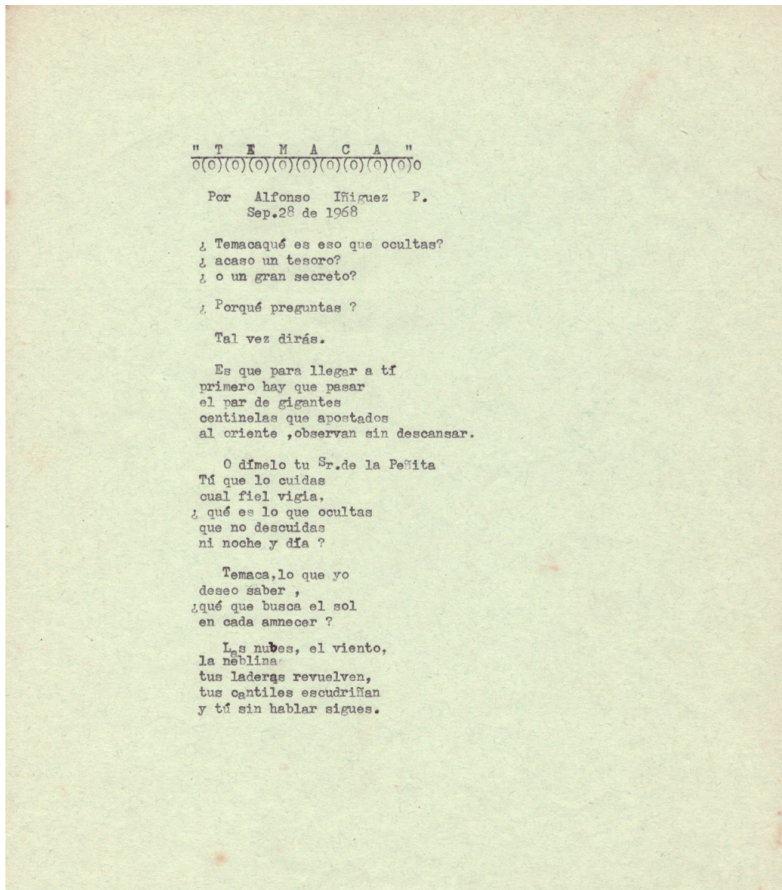 " T E M A C A "
0(0)(0)(0)(0)(0)(0)(0)(0)(0)0
Por Alfonso Iñiguez P.
Sep.28 de 1968
¿ Temacaqué es eso que ocultas?
¿ acaso un tesoro?
¿ o un gran secreto?
¿ Porqué preguntas ?
Tal vez dirás.
Es que para llegar a tí
primero hay que pasar
el par de gigantes
centinelas que apostados
al oriente ,observan sin descansar.
O dímelo tu Sr.de la Peñita
Tú que lo cuidas
cual fiel vigia,
¿ qué es lo que ocultas
que no descuidas
ni noche y día ?
Temaca,lo que yo
deseo saber ,
¿qué que busca el sol
en cada amnecer ?
Las nubes, el viento,
la neblina
tus laderas revuelven,
tus cantiles escudriñan
y tú sin hablar sigues.